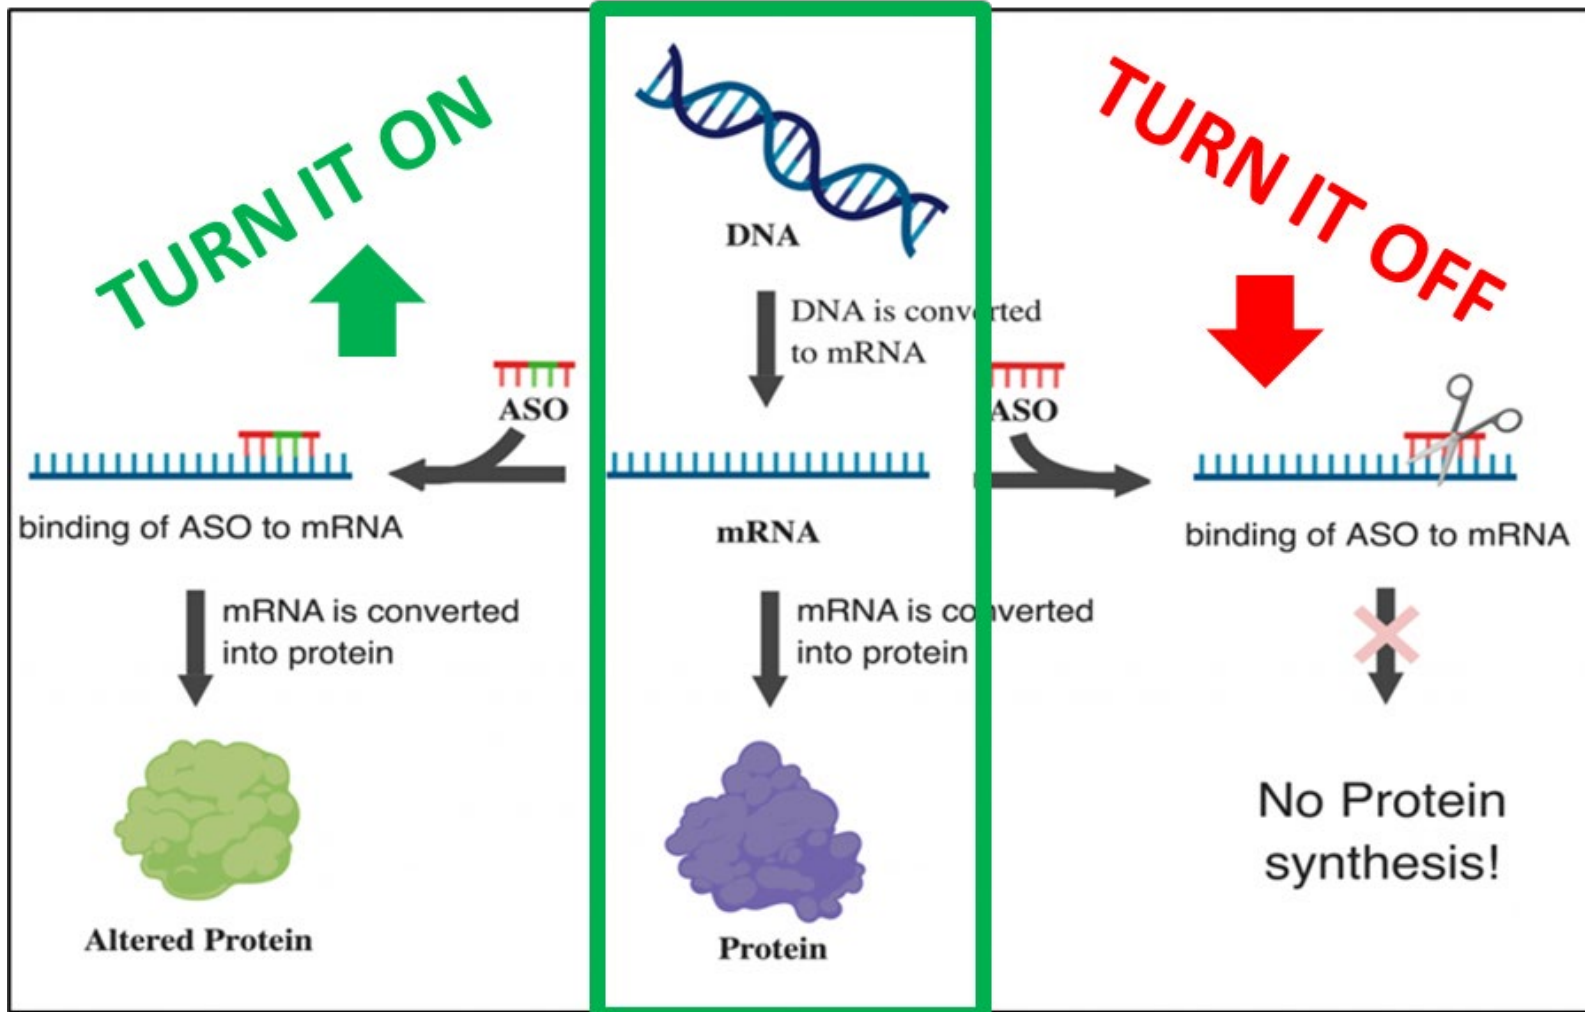 TURN IT ON
ASO
binding of ASO to mRNA
mRNA is converted
into protein
Altered Protein
DNA
DNA is converted
to mRNA
mRNA
mRNA is converted
into protein
Protein
TURN IT OFF
ASO
binding of ASO to mRNA
No Protein
synthesis!